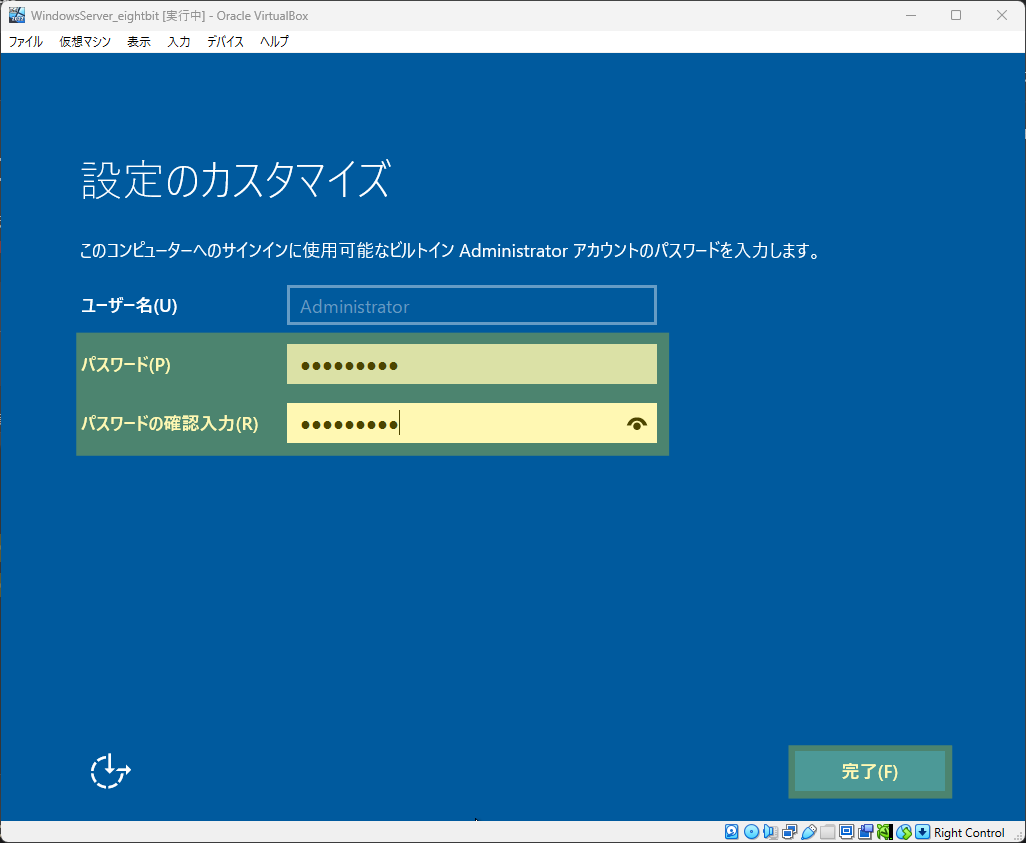 WindowsServer_eightbit [実行中] - Oracle VirtualBox
ファイル 仮想マシン 表示 入力 デバイス ヘルプ
設定のカスタマイズ
このコンピューターへのサインインに使用可能なビルトイン Administrator アカウントのパスワードを入力します。
ユーザー名(U) Administrator
パスワード(P) ●●●●●●●●●
パスワードの確認入力(R) ●●●●●●●●●
完了(F)
Right Control